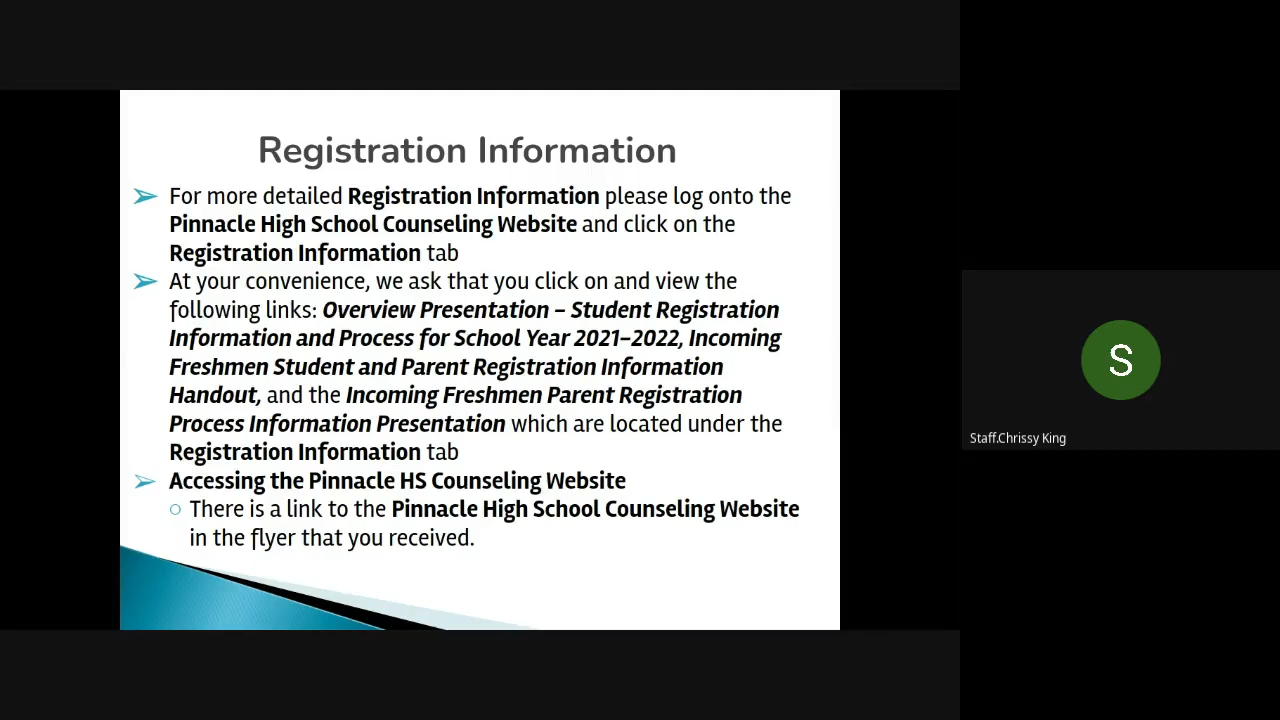 Registration Information
➢ For more detailed Registration Information please log onto the
Pinnacle High School Counseling Website and click on the
Registration Information tab
➢ At your convenience, we ask that you click on and view the
following links: Overview Presentation – Student Registration
Information and Process for School Year 2021–2022, Incoming
Freshmen Student and Parent Registration Information
Handout, and the Incoming Freshmen Parent Registration
Process Information Presentation which are located under the
Registration Information tab
➢ Accessing the Pinnacle HS Counseling Website
○ There is a link to the Pinnacle High School Counseling Website
in the flyer that you received.
S
Staff.Chrissy King